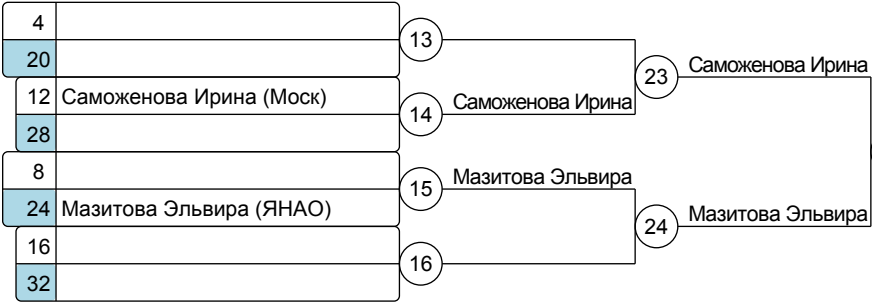 4
13
20
23 Саможенова Ирина
12 Саможенова Ирина (Моск)
14 Саможенова Ирина
28
8
15 Мазитова Эльвира
24 Мазитова Эльвира (ЯНАО)
24 Мазитова Эльвира
16
16
32